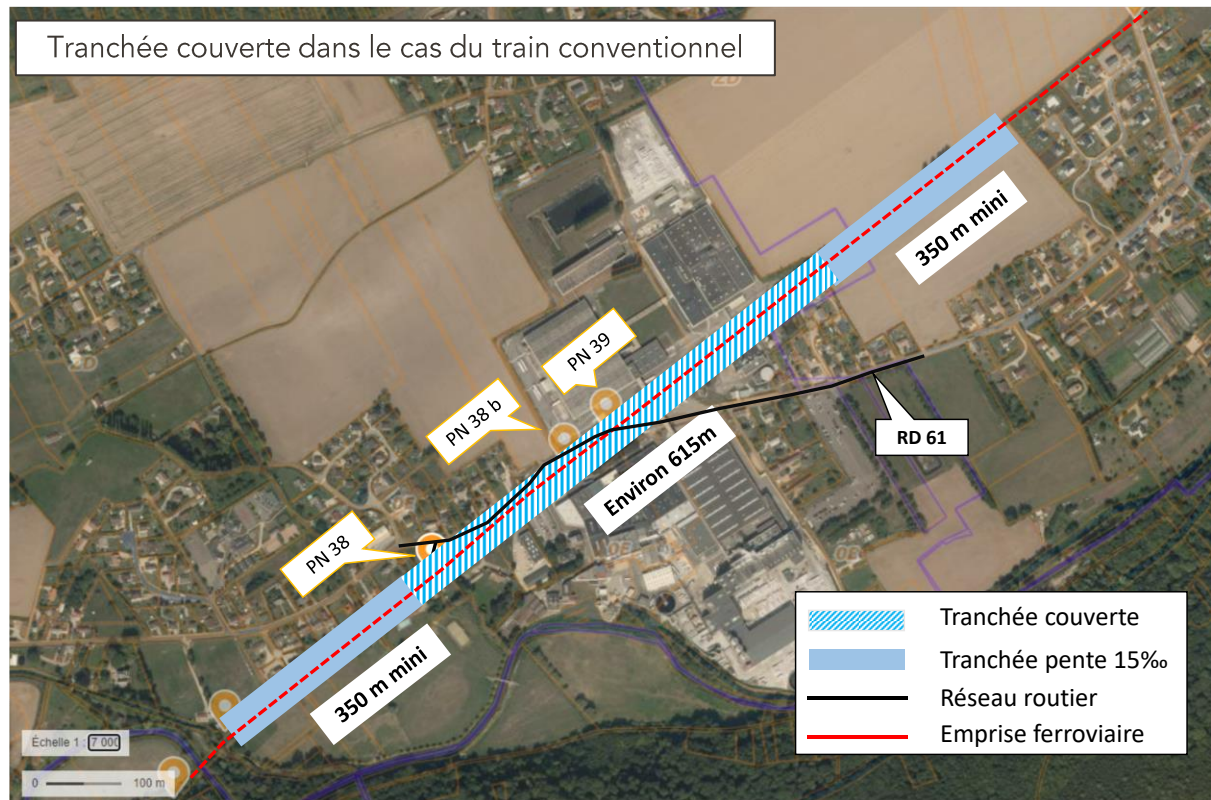 Tranchée couverte dans le cas du train conventionnel
350 m mini
PN 39
PN 38 b
RD 61
Environ 615m
PN 38
350 m mini
Tranchée couverte
Tranchée pente 15‰
Réseau routier
Emprise ferroviaire
Échelle 1 : 7 000
0 100 m